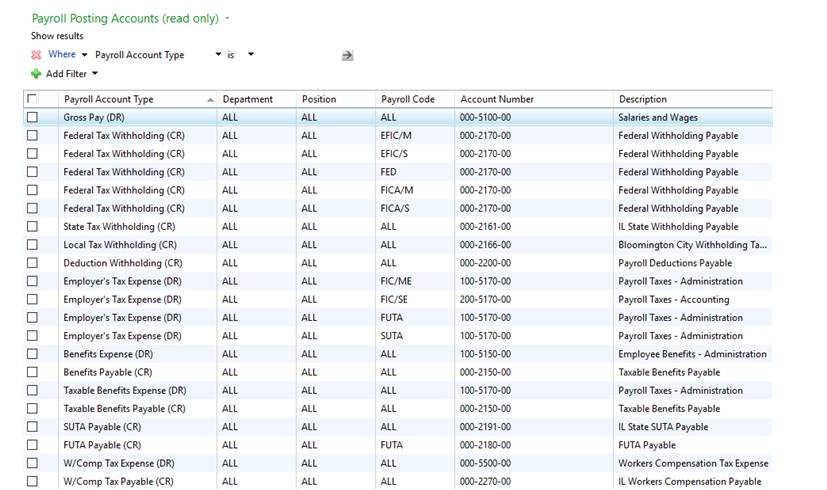 Payroll Posting Accounts (read only)
Show results
Where Payroll Account Type is
Add Filter
Payroll Account Type Department Position Payroll Code Account Number Description
Gross Pay (DR) ALL ALL ALL 000-5100-00 Salaries and Wages
Federal Tax Withholding (CR) ALL ALL EFIC/M 000-2170-00 Federal Withholding Payable
Federal Tax Withholding (CR) ALL ALL EFIC/S 000-2170-00 Federal Withholding Payable
Federal Tax Withholding (CR) ALL ALL FED 000-2170-00 Federal Withholding Payable
Federal Tax Withholding (CR) ALL ALL FICA/M 000-2170-00 Federal Withholding Payable
Federal Tax Withholding (CR) ALL ALL FICA/S 000-2170-00 Federal Withholding Payable
State Tax Withholding (CR) ALL ALL ALL 000-2161-00 IL State Withholding Payable
Local Tax Withholding (CR) ALL ALL ALL 000-2166-00 Bloomington City Withholding Ta...
Deduction Withholding (CR) ALL ALL ALL 000-2200-00 Payroll Deductions Payable
Employer's Tax Expense (DR) ALL ALL FIC/ME 100-5170-00 Payroll Taxes - Administration
Employer's Tax Expense (DR) ALL ALL FIC/SE 200-5170-00 Payroll Taxes - Accounting
Employer's Tax Expense (DR) ALL ALL FUTA 100-5170-00 Payroll Taxes - Administration
Employer's Tax Expense (DR) ALL ALL SUTA 100-5170-00 Payroll Taxes - Administration
Benefits Expense (DR) ALL ALL ALL 100-5150-00 Employee Benefits - Administration
Benefits Payable (CR) ALL ALL ALL 000-2150-00 Taxable Benefits Payable
Taxable Benefits Expense (DR) ALL ALL ALL 100-5170-00 Payroll Taxes - Administration
Taxable Benefits Payable (CR) ALL ALL ALL 000-2150-00 Taxable Benefits Payable
SUTA Payable (CR) ALL ALL ALL 000-2191-00 IL State SUTA Payable
FUTA Payable (CR) ALL ALL FUTA 000-2180-00 FUTA Payable
W/Comp Tax Expense (DR) ALL ALL ALL 000-5500-00 Workers Compensation Tax Expense
W/Comp Tax Payable (CR) ALL ALL ALL 000-2270-00 IL Workers Compensation Payable